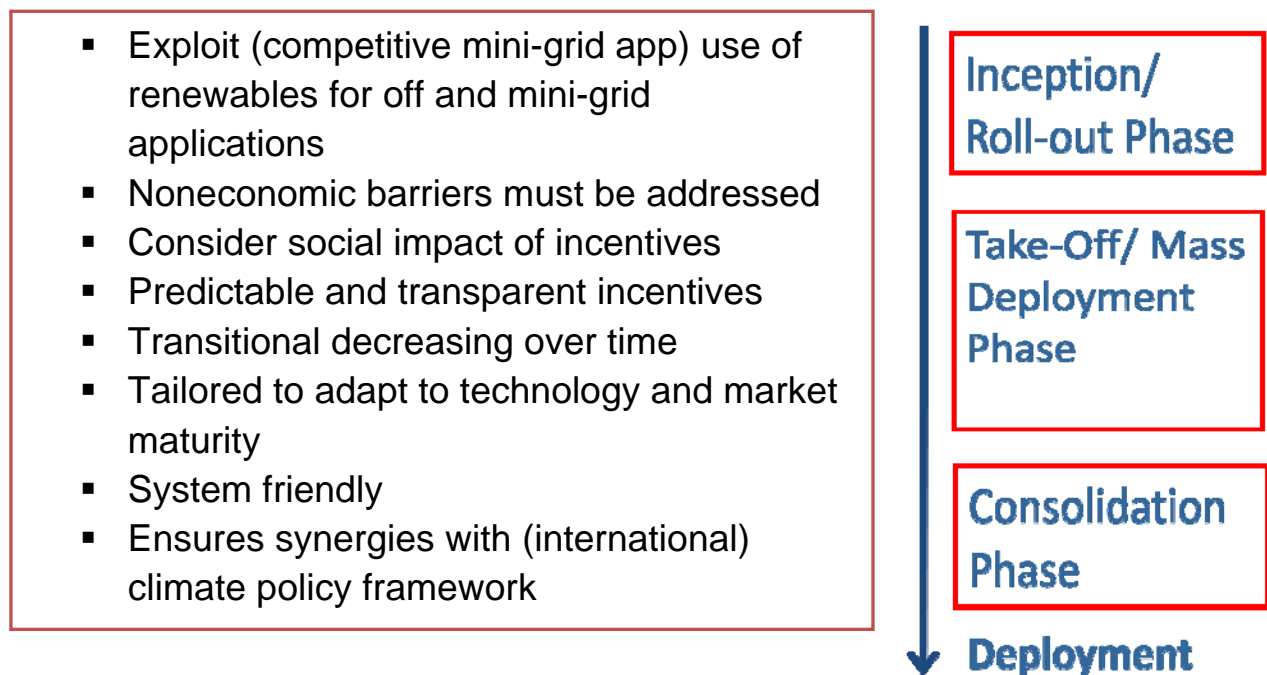 ▪ Exploit (competitive mini-grid app) use of
renewables for off and mini-grid
applications
▪ Noneconomic barriers must be addressed
▪ Consider social impact of incentives
▪ Predictable and transparent incentives
▪ Transitional decreasing over time
▪ Tailored to adapt to technology and market
maturity
▪ System friendly
▪ Ensures synergies with (international)
climate policy framework
Inception/
Roll-out Phase
Take-Off/ Mass
Deployment
Phase
Consolidation
Phase
Deployment